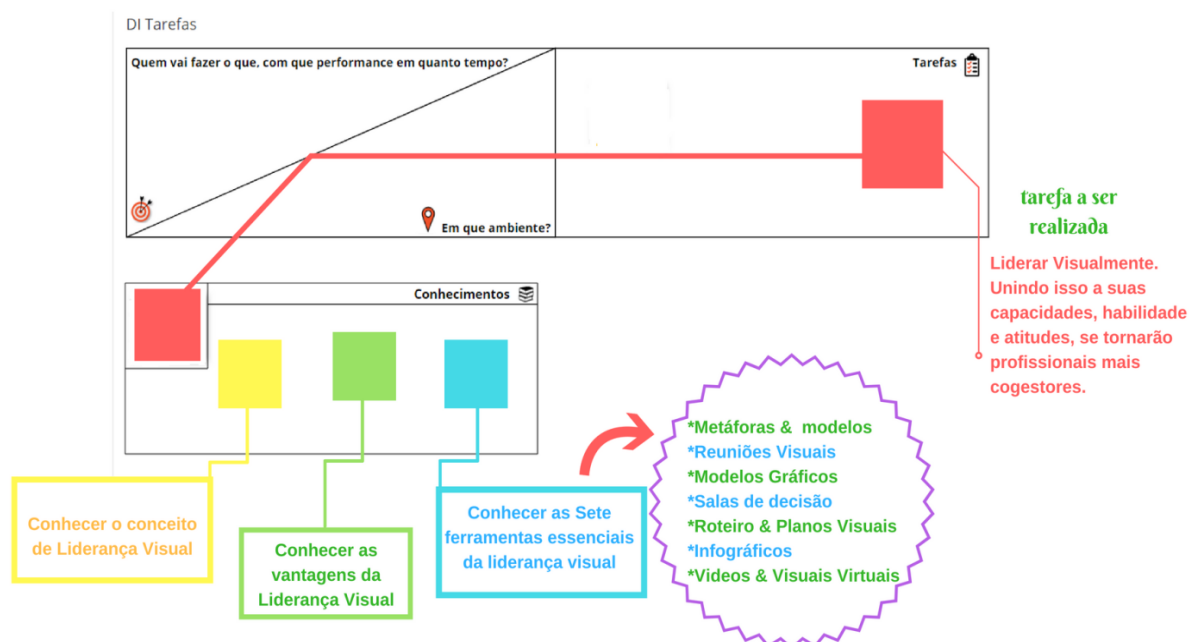 DI Tarefas
Quem vai fazer o que, com que performance em quanto tempo?
Tarefas
Em que ambiente?
tarefa a ser
realizada
Liderar Visualmente.
Unindo isso a suas
capacidades, habilidade
e atitudes, se tornarão
profissionais mais
cogestores.
Conhecimentos
Conhecer o conceito
de Liderança Visual
Conhecer as
vantagens da
Liderança Visual
Conhecer as Sete
ferramentas essenciais
da liderança visual
*Metáforas & modelos
*Reuniões Visuais
*Modelos Gráficos
*Salas de decisão
*Roteiro & Planos Visuais
*Infográficos
*Videos & Visuais Virtuais